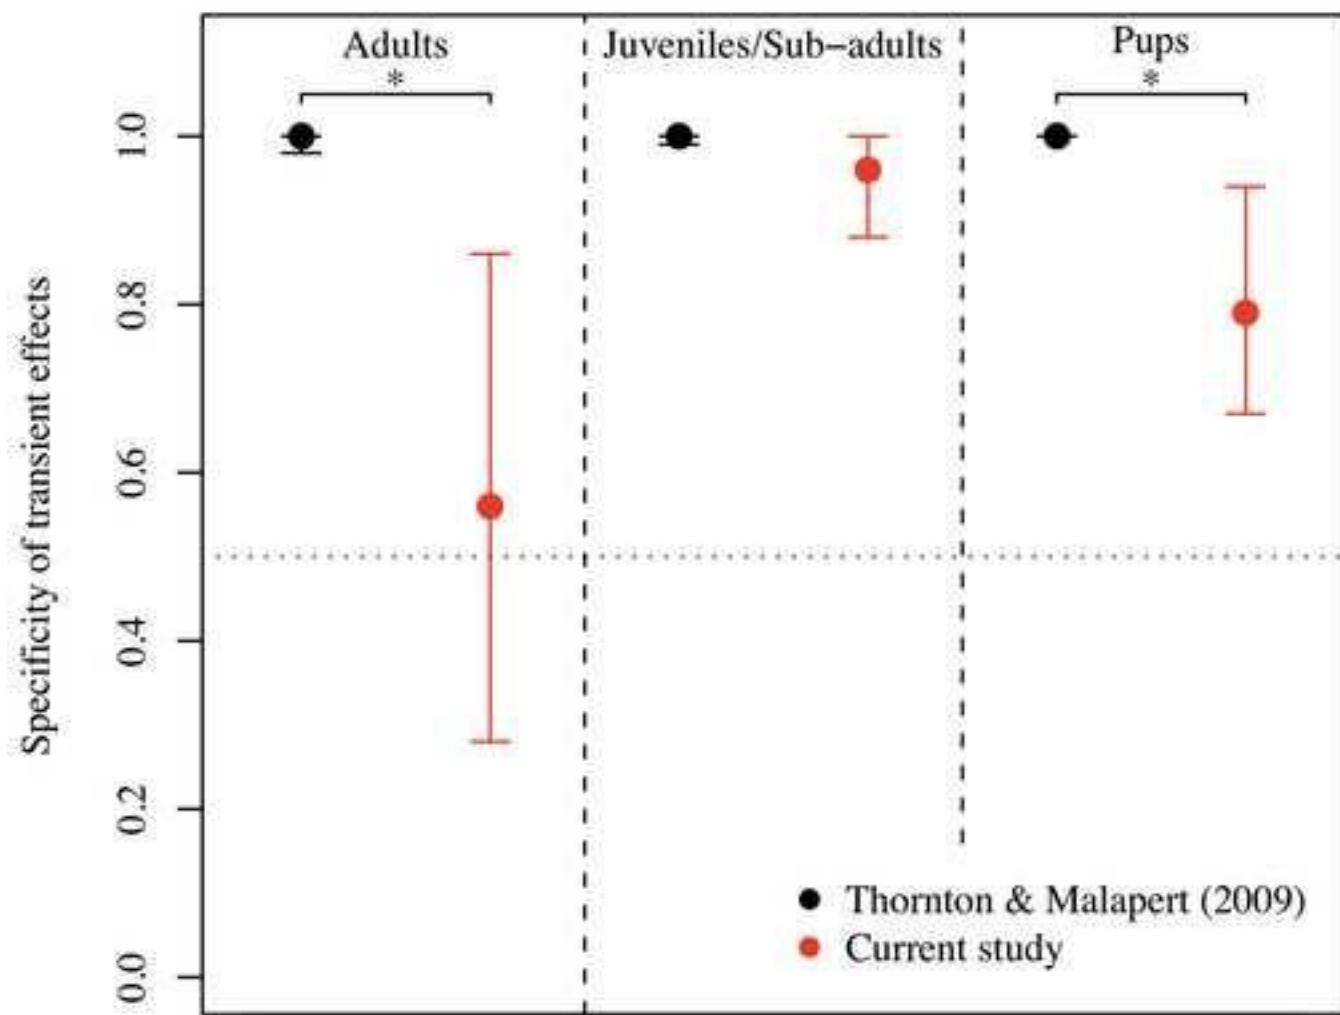 Adults
Juveniles/Sub-adults
Pups
*
*
1.0
0.8
0.6
0.4
0.2
0.0
Specificity of transient effects
Thornton & Malapert (2009)
Current study